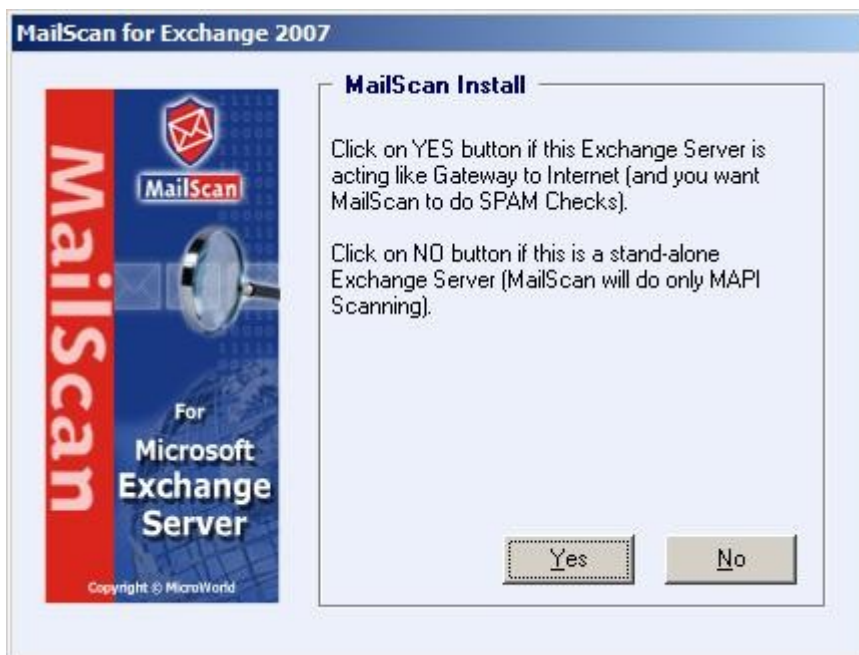 MailScan for Exchange 2007
MailScan
MailScan
For
Microsoft
Exchange
Server
Copyright © MicroWorld
MailScan Install
Click on YES button if this Exchange Server is
acting like Gateway to Internet (and you want
MailScan to do SPAM Checks).
Click on NO button if this is a stand-alone
Exchange Server (MailScan will do only MAPI
Scanning).
Yes
No